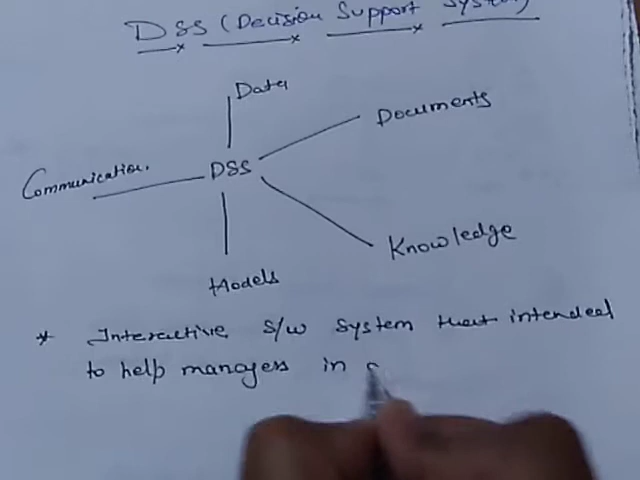 DSS (Decision Support System)
Data
Documents
Communication.
DSS
Knowledge
Models
* Interactive s/w system that intended
to help managers in